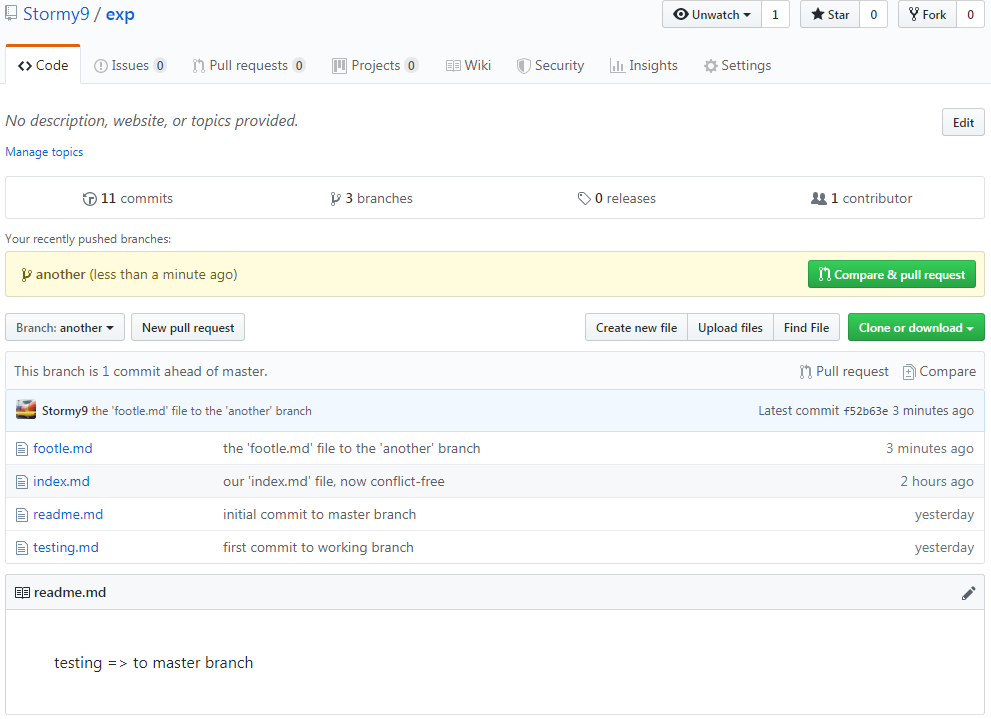 Stormy9 / exp
Unwatch 1 Star 0 Fork 0
Code Issues 0 Pull requests 0 Projects 0 Wiki Security Insights Settings
No description, website, or topics provided. Edit
Manage topics
11 commits 3 branches 0 releases 1 contributor
Your recently pushed branches:
another (less than a minute ago) Compare & pull request
Branch: another New pull request Create new file Upload files Find File Clone or download
This branch is 1 commit ahead of master. Pull request Compare
Stormy9 the 'footle.md' file to the 'another' branch Latest commit f52b63e 3 minutes ago
footle.md the 'footle.md' file to the 'another' branch 3 minutes ago
index.md our 'index.md' file, now conflict-free 2 hours ago
readme.md initial commit to master branch yesterday
testing.md first commit to working branch yesterday
readme.md
testing => to master branch